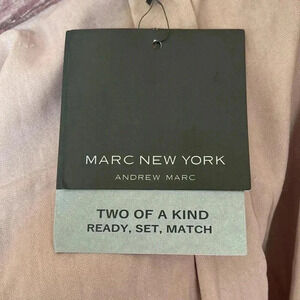 MARC NEW YORK
ANDREW MARC
TWO OF A KIND
READY, SET, MATCH